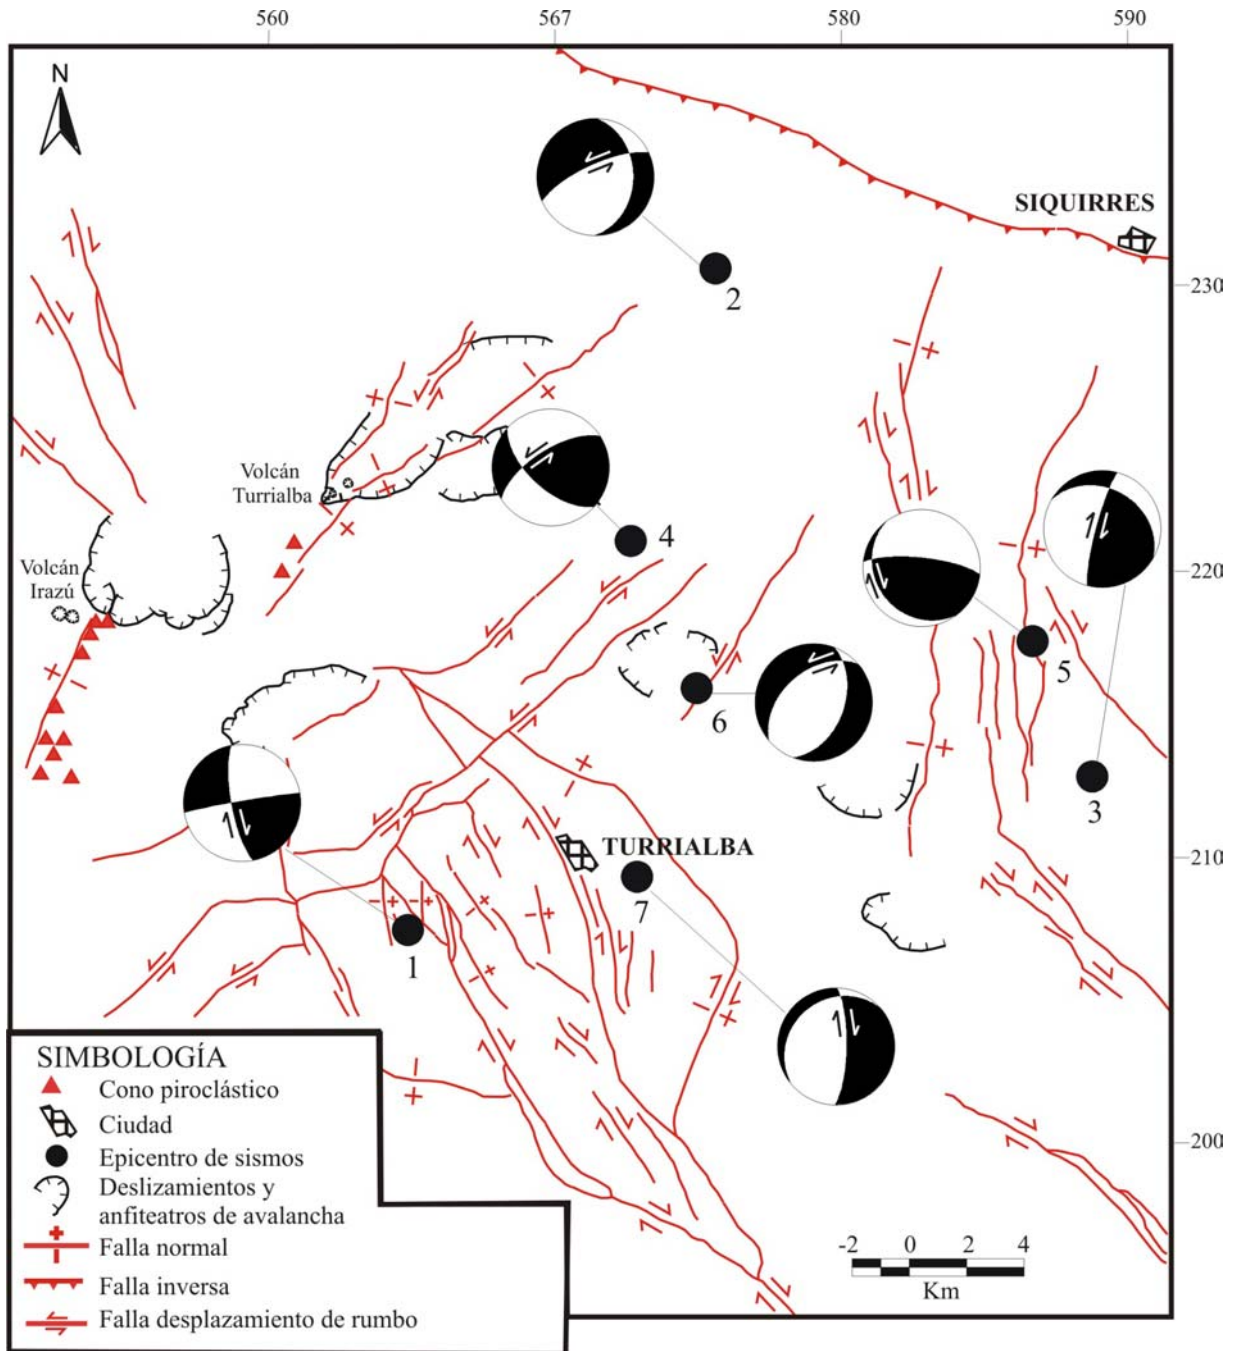 560 567 580 590
N
SIQUIRRES
230
2
Volcán
Turrialba
4
Volcán
Irazú
220
5
6
3
TURRIALBA
210
7
1
SIMBOLOGÍA
Cono piroclástico
Ciudad
Epicentro de sismos
Deslizamientos y
anfiteatros de avalancha
Falla normal
Falla inversa
Falla desplazamiento de rumbo
200
-2 0 2 4
Km